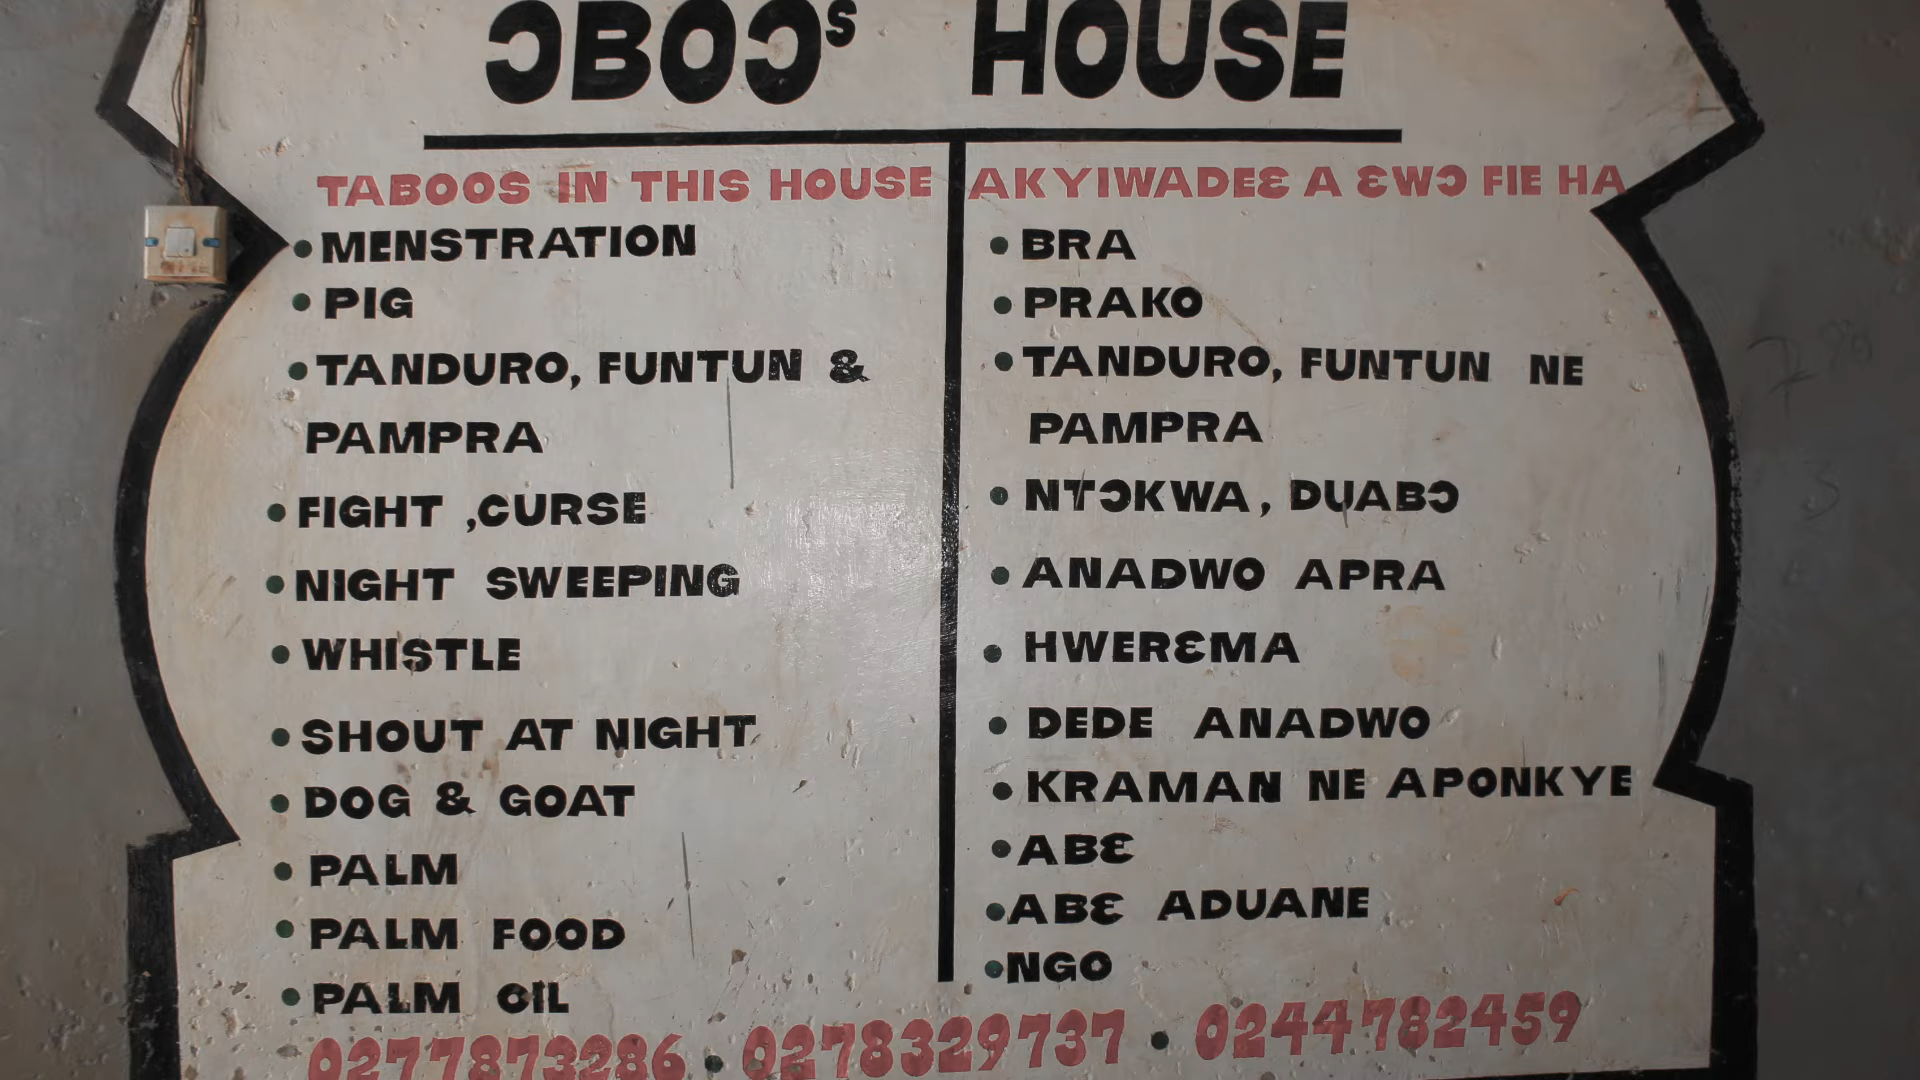 ƆBOƆs HOUSE
TABOOS IN THIS HOUSE
• MENSTRATION
• PIG
• TANDURO, FUNTUN &
PAMPRA
• FIGHT ,CURSE
• NIGHT SWEEPING
• WHISTLE
• SHOUT AT NIGHT
• DOG & GOAT
• PALM
• PALM FOOD
• PALM OIL
AKYIWADEƐ A ƐWƆ FIE HA
• BRA
• PRAKO
• TANDURO, FUNTUN NE
PAMPRA
• NTƆKWA, DUABƆ
• ANADWO APRA
• HWERƐMA
• DEDE ANADWO
• KRAMAN NE APONKYE
• ABƐ
• ABƐ ADUANE
• NGO
0277873286 • 0278329737 • 0244782459